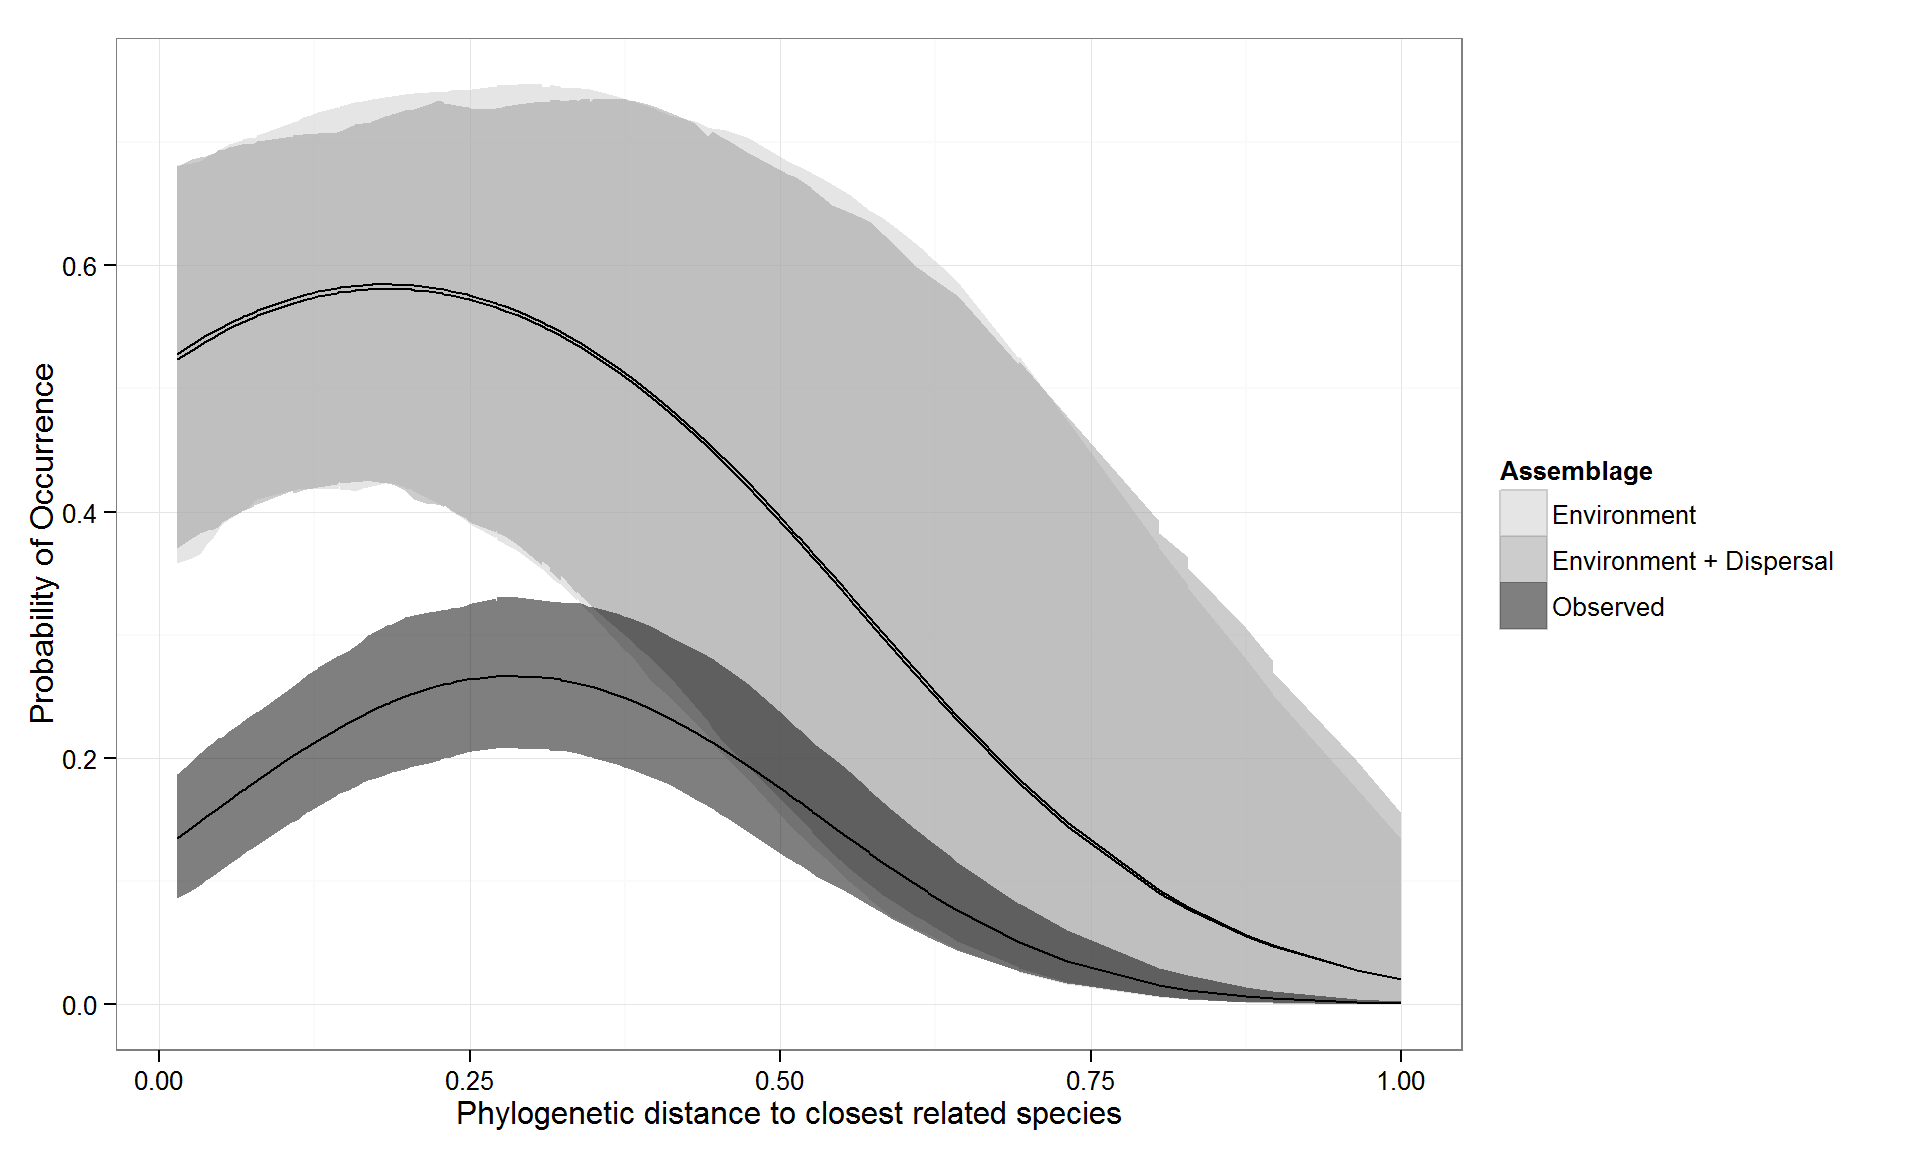 Probability of Occurrence
0.6
0.4
0.2
0.0
0.00 0.25 0.50 0.75 1.00
Phylogenetic distance to closest related species
Assemblage
Environment
Environment + Dispersal
Observed